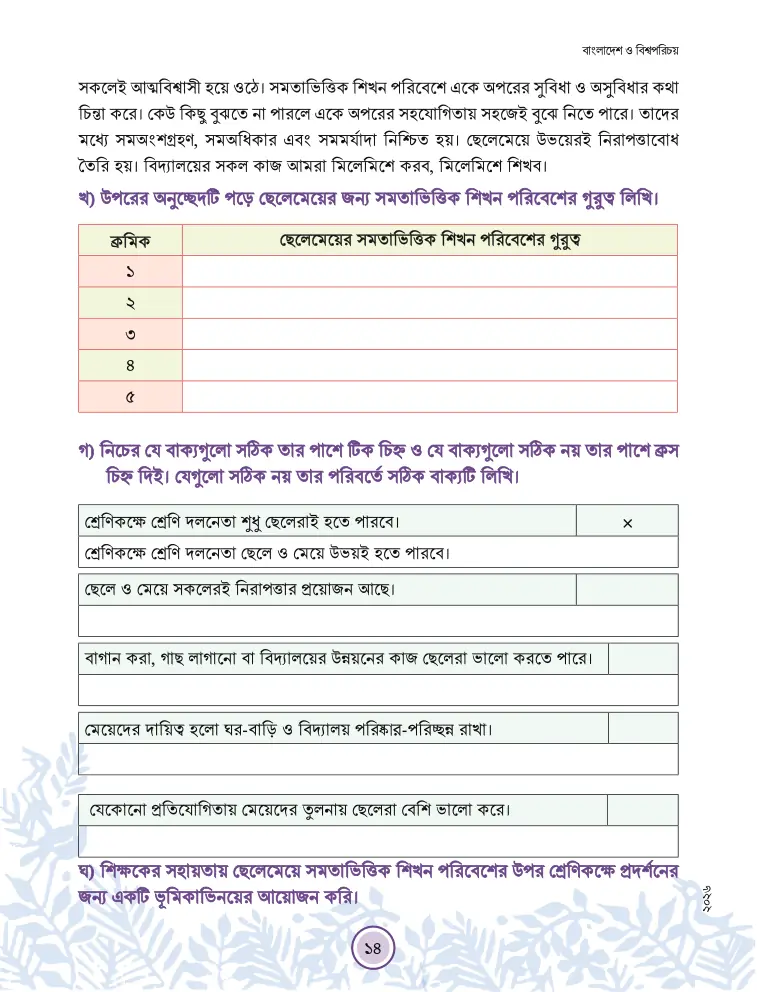 বাংলাদেশ ও বিশ্বপরিচয়
সকলেই আত্মবিশ্বাসী হয়ে ওঠে। সমতাভিত্তিক শিখন পরিবেশে একে অপরের সুবিধা ও অসুবিধার কথা
চিন্তা করে। কেউ কিছু বুঝতে না পারলে একে অপরের সহযোগিতায় সহজেই বুঝে নিতে পারে। তাদের
মধ্যে সমঅংশগ্রহণ, সমঅধিকার এবং সমমর্যাদা নিশ্চিত হয়। ছেলেমেয়ে উভয়েরই নিরাপত্তাবোধ
তৈরি হয়। বিদ্যালয়ের সকল কাজ আমরা মিলেমিশে করব, মিলেমিশে শিখব।
খ) উপরের অনুচ্ছেদটি পড়ে ছেলেমেয়ের জন্য সমতাভিত্তিক শিখন পরিবেশের গুরুত্ব লিখি।
ক্রমিক ছেলেমেয়ের সমতাভিত্তিক শিখন পরিবেশের গুরুত্ব
১
২
৩
৪
৫
গ) নিচের যে বাক্যগুলো সঠিক তার পাশে টিক চিহ্ন ও যে বাক্যগুলো সঠিক নয় তার পাশে ক্রস
চিহ্ন দিই। যেগুলো সঠিক নয় তার পরিবর্তে সঠিক বাক্যটি লিখি।
শ্রেণিকক্ষে শ্রেণি দলনেতা শুধু ছেলেরাই হতে পারবে। ×
শ্রেণিকক্ষে শ্রেণি দলনেতা ছেলে ও মেয়ে উভয়ই হতে পারবে।
ছেলে ও মেয়ে সকলেরই নিরাপত্তার প্রয়োজন আছে।
বাগান করা, গাছ লাগানো বা বিদ্যালয়ের উন্নয়নের কাজ ছেলেরা ভালো করতে পারে।
মেয়েদের দায়িত্ব হলো ঘর-বাড়ি ও বিদ্যালয় পরিষ্কার-পরিচ্ছন্ন রাখা।
যেকোনো প্রতিযোগিতায় মেয়েদের তুলনায় ছেলেরা বেশি ভালো করে।
ঘ) শিক্ষকের সহায়তায় ছেলেমেয়ে সমতাভিত্তিক শিখন পরিবেশের উপর শ্রেণিকক্ষে প্রদর্শনের
জন্য একটি ভূমিকাভিনয়ের আয়োজন করি।
২০২৬
১৪